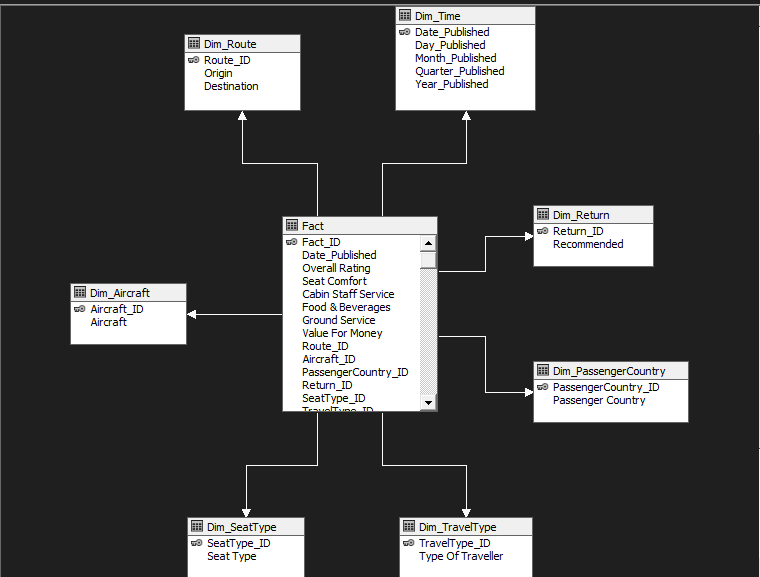 Dim_Time
Date_Published
Day_Published
Month_Published
Quarter_Published
Year_Published
Dim_Route
Route_ID
Origin
Destination
Dim_Return
Return_ID
Recommended
Fact
Fact_ID
Date_Published
Overall Rating
Seat Comfort
Cabin Staff Service
Food & Beverages
Ground Service
Value For Money
Route_ID
Aircraft_ID
PassengerCountry_ID
Return_ID
SeatType_ID
TravelType_ID
Dim_Aircraft
Aircraft_ID
Aircraft
Dim_PassengerCountry
PassengerCountry_ID
Passenger Country
Dim_SeatType
SeatType_ID
Seat Type
Dim_TravelType
TravelType_ID
Type Of Traveller